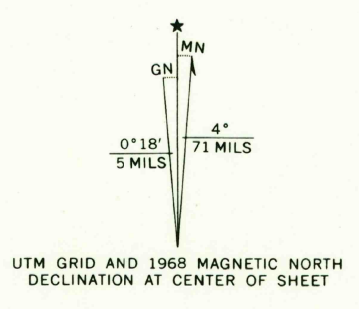 MN
GN
0°18'
5 MILS
4°
71 MILS
UTM GRID AND 1968 MAGNETIC NORTH
DECLINATION AT CENTER OF SHEET